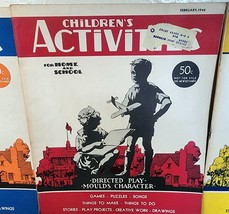 FEBRUARY, 1940
CHILDREN'S
ACTIVITIES
FOR HOME
AND
SCHOOL
50¢
DIRECTED PLAY
MOULDS CHARACTER
GAMES · PUZZLES · SONGS
THINGS TO MAKE · THINGS TO DO
STORIES · PLAY PROJECTS · CREATIVE WORK · DRAWINGS